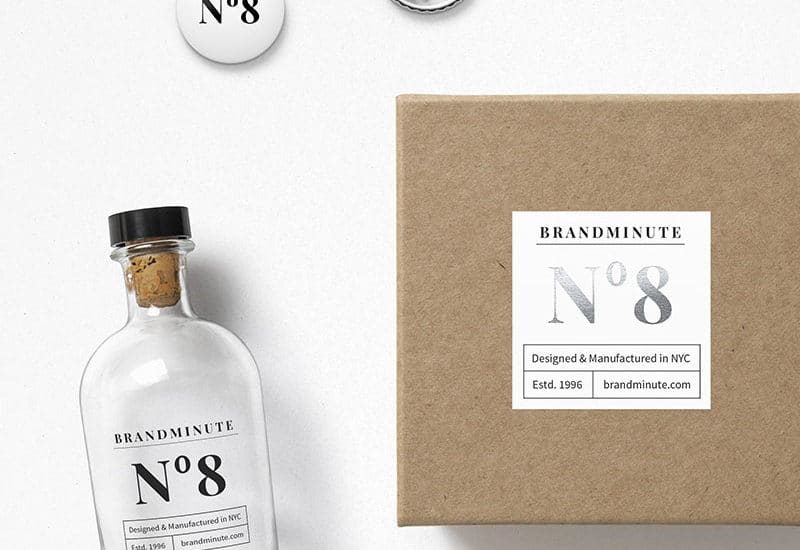 Nº8
BRANDMINUTE
Nº8
Designed & Manufactured in NYC
Estd. 1996
brandminute.com
BRANDMINUTE
Nº8
Designed & Manufactured in NYC
Estd. 1996
brandminute.com